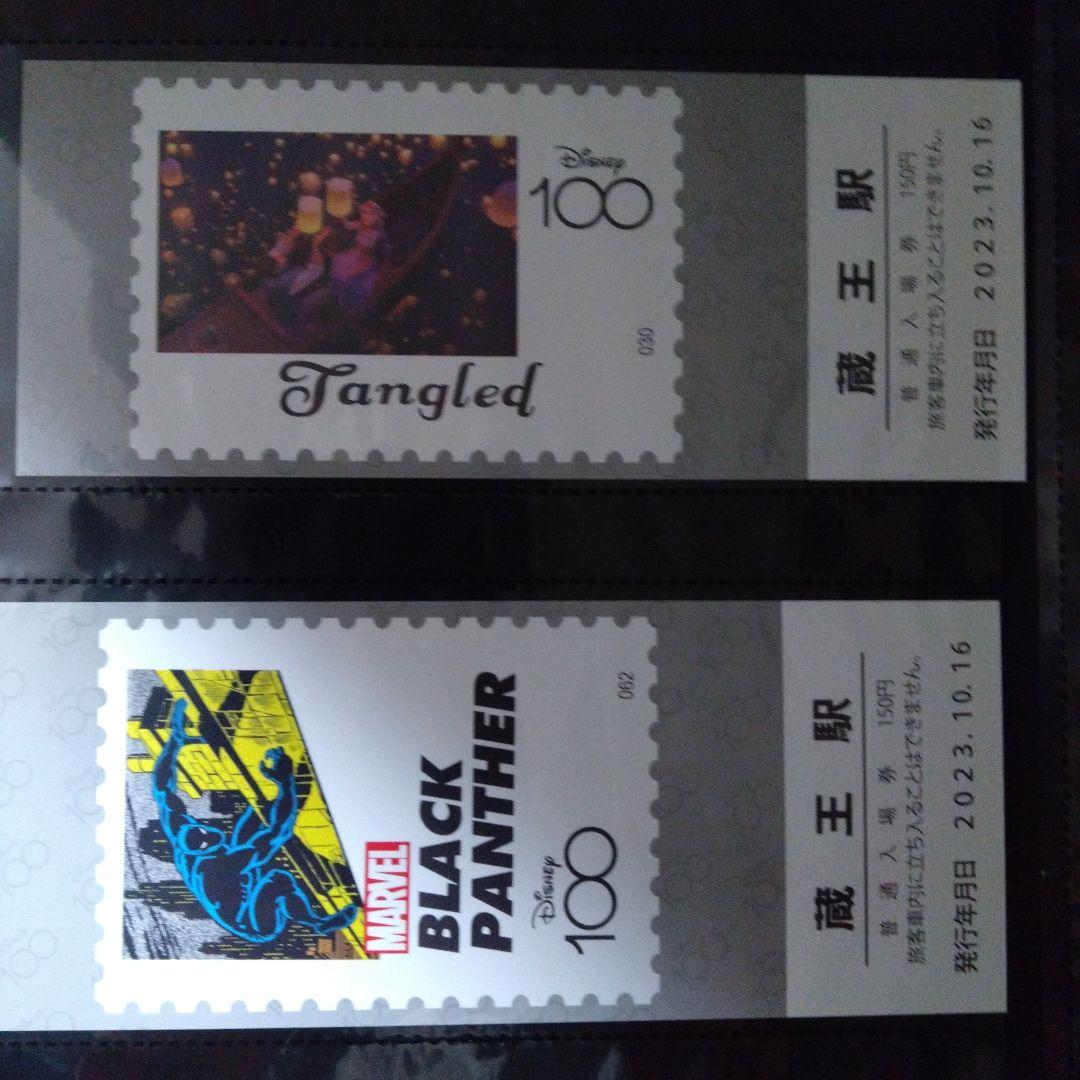 Tangled
Disney
100
030
蔵王駅
普通入場券 150円
旅客車内に立ち入ることはできません。
発行年月日 2023.10.16
MARVEL
BLACK
PANTHER
Disney
100
062
蔵王駅
普通入場券 150円
旅客車内に立ち入ることはできません。
発行年月日 2023.10.16